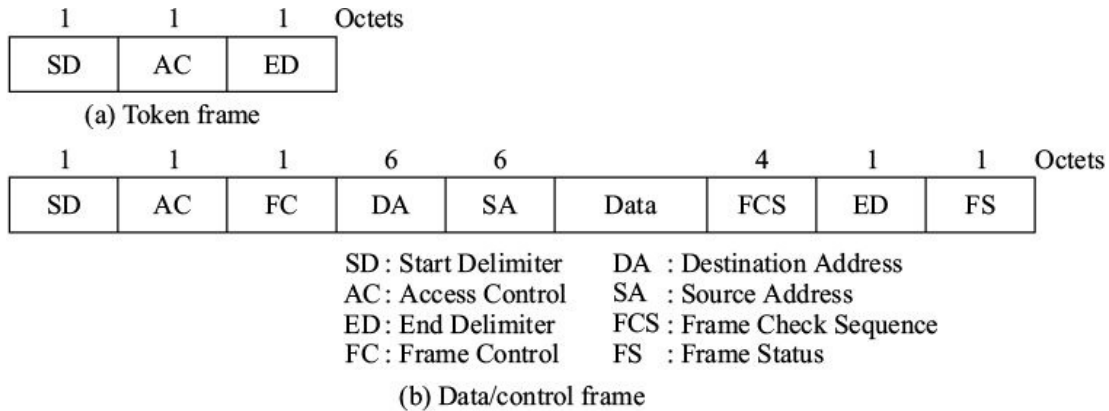 1 1 1 Octets
SD AC ED
(a) Token frame
1 1 1 6 6 4 1 1 Octets
SD AC FC DA SA Data FCS ED FS
SD : Start Delimiter DA : Destination Address
AC : Access Control SA : Source Address
ED : End Delimiter FCS : Frame Check Sequence
FC : Frame Control FS : Frame Status
(b) Data/control frame